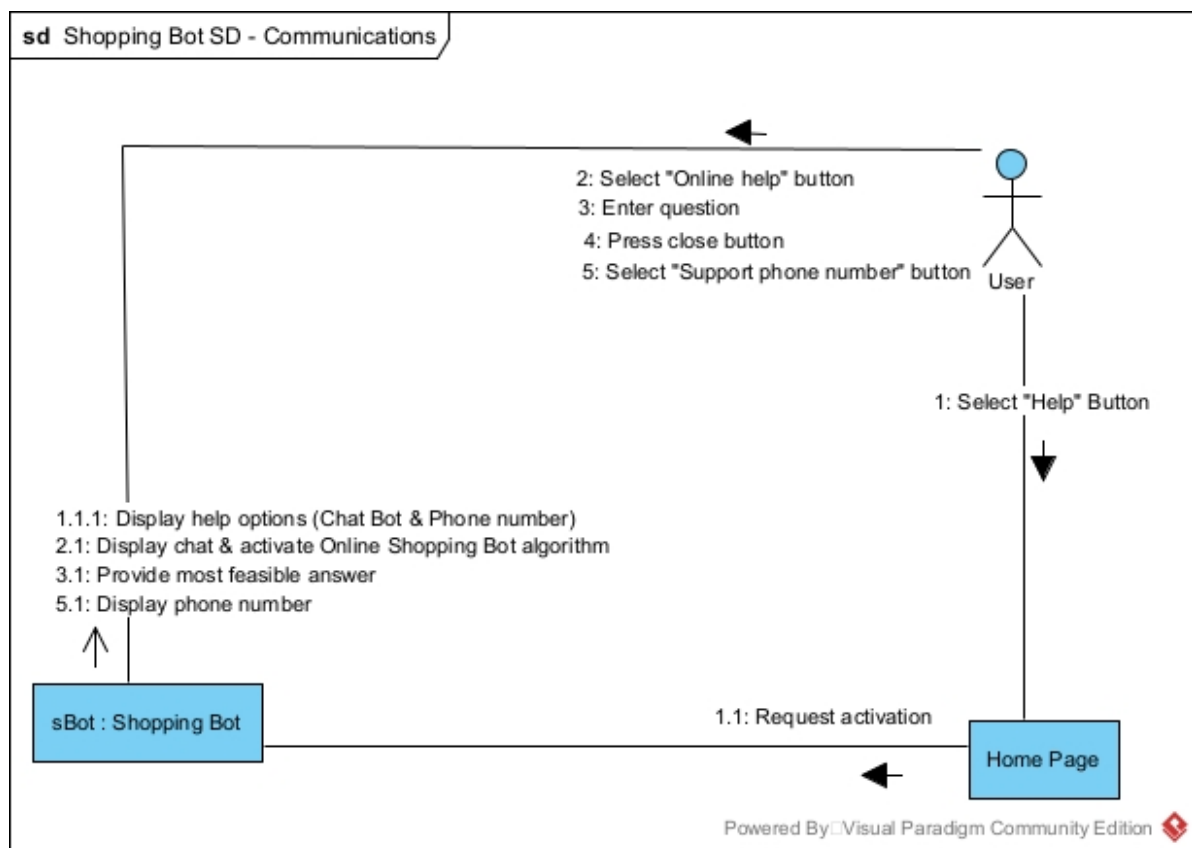 sd Shopping Bot SD - Communications
2: Select "Online help" button
3: Enter question
4: Press close button
5: Select "Support phone number" button
User
1: Select "Help" Button
1.1.1: Display help options (Chat Bot & Phone number)
2.1: Display chat & activate Online Shopping Bot algorithm
3.1: Provide most feasible answer
5.1: Display phone number
sBot : Shopping Bot
1.1: Request activation
Home Page
Powered By Visual Paradigm Community Edition